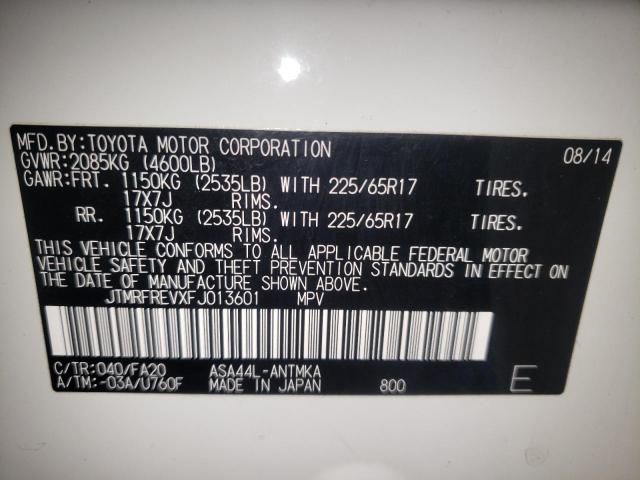 MFD.BY:TOYOTA MOTOR CORPORATION 08/14
GVWR:2085KG (4600LB)
GAWR:FRT. 1150KG (2535LB) WITH 225/65R17 TIRES.
17X7J RIMS.
RR. 1150KG (2535LB) WITH 225/65R17 TIRES.
17X7J RIMS.
THIS VEHICLE CONFORMS TO ALL APPLICABLE FEDERAL MOTOR
VEHICLE SAFETY AND THEFT PREVENTION STANDARDS IN EFFECT ON
THE DATE OF MANUFACTURE SHOWN ABOVE.
JTMRFREVXFJ013601 MPV
C/TR:040/FA20 ASA44L-ANTMKA
A/TM:-03A/U760F MADE IN JAPAN 800 E